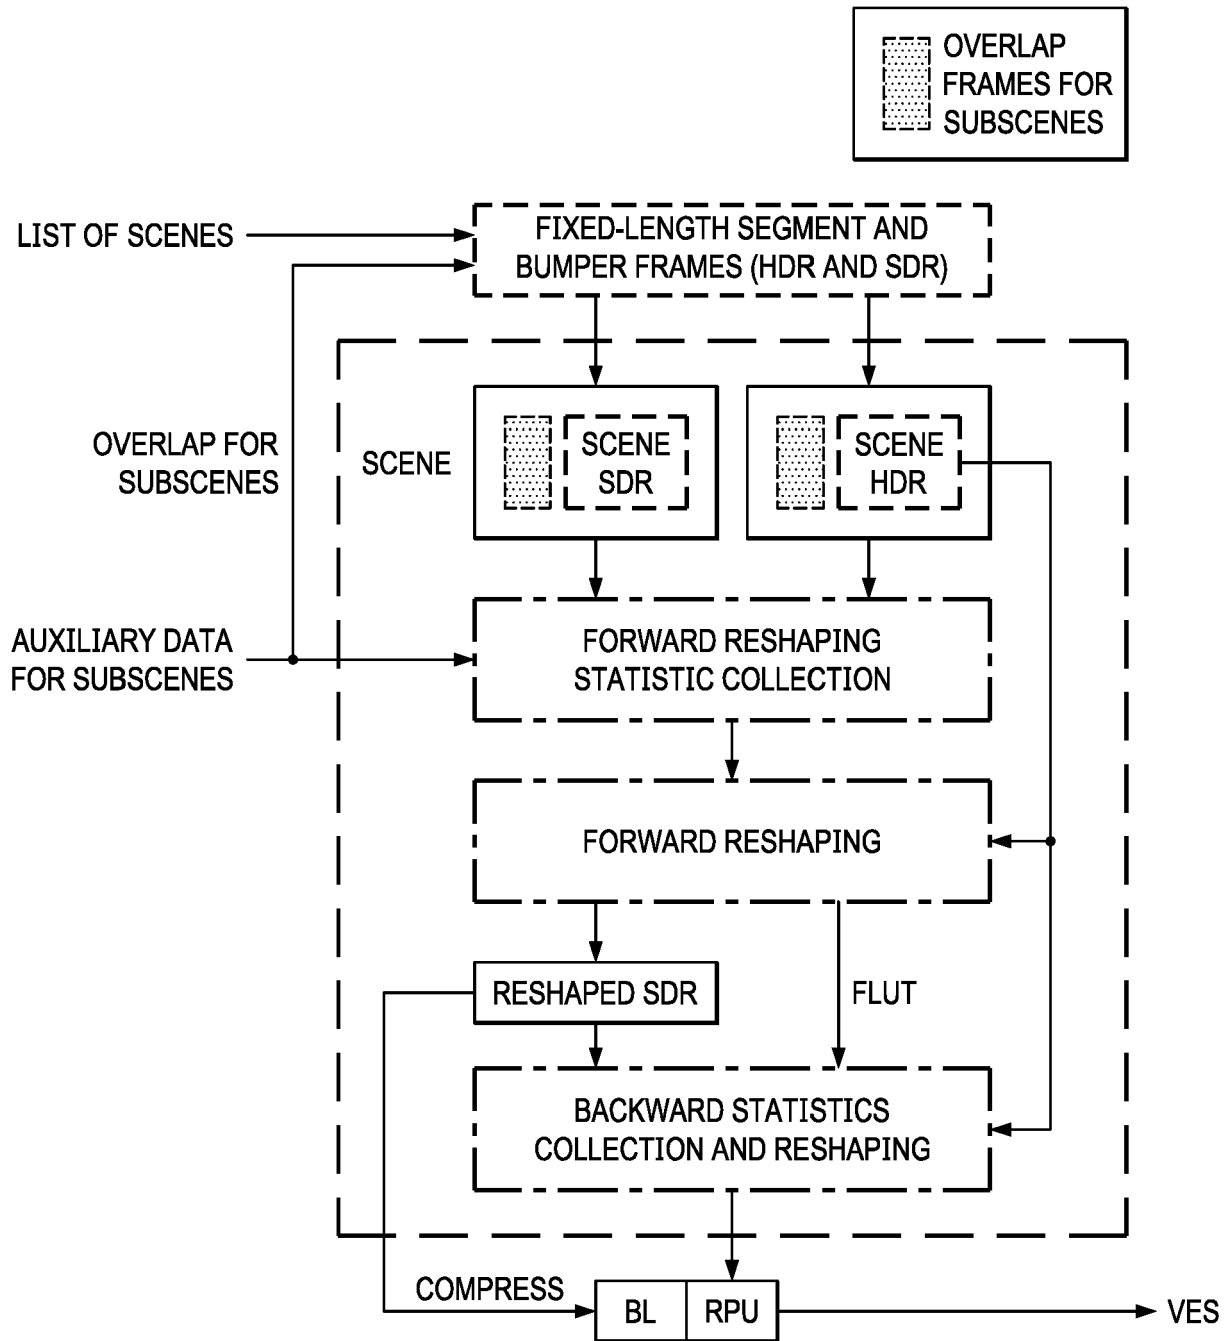 OVERLAP
FRAMES FOR
SUBSCENES
LIST OF SCENES
FIXED-LENGTH SEGMENT AND
BUMPER FRAMES (HDR AND SDR)
OVERLAP FOR
SUBSCENES
SCENE
SCENE
SDR
SCENE
HDR
AUXILIARY DATA
FOR SUBSCENES
FORWARD RESHAPING
STATISTIC COLLECTION
FORWARD RESHAPING
RESHAPED SDR
FLUT
BACKWARD STATISTICS
COLLECTION AND RESHAPING
COMPRESS
BL
RPU
VES